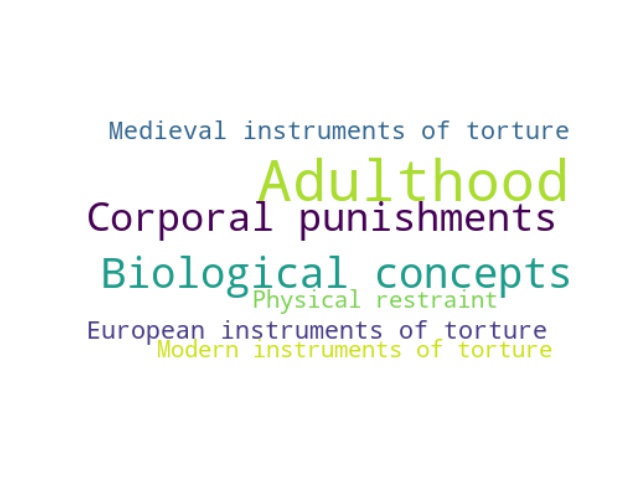 Medieval instruments of torture
Adulthood
Corporal punishments
Biological concepts
Physical restraint
European instruments of torture
Modern instruments of torture